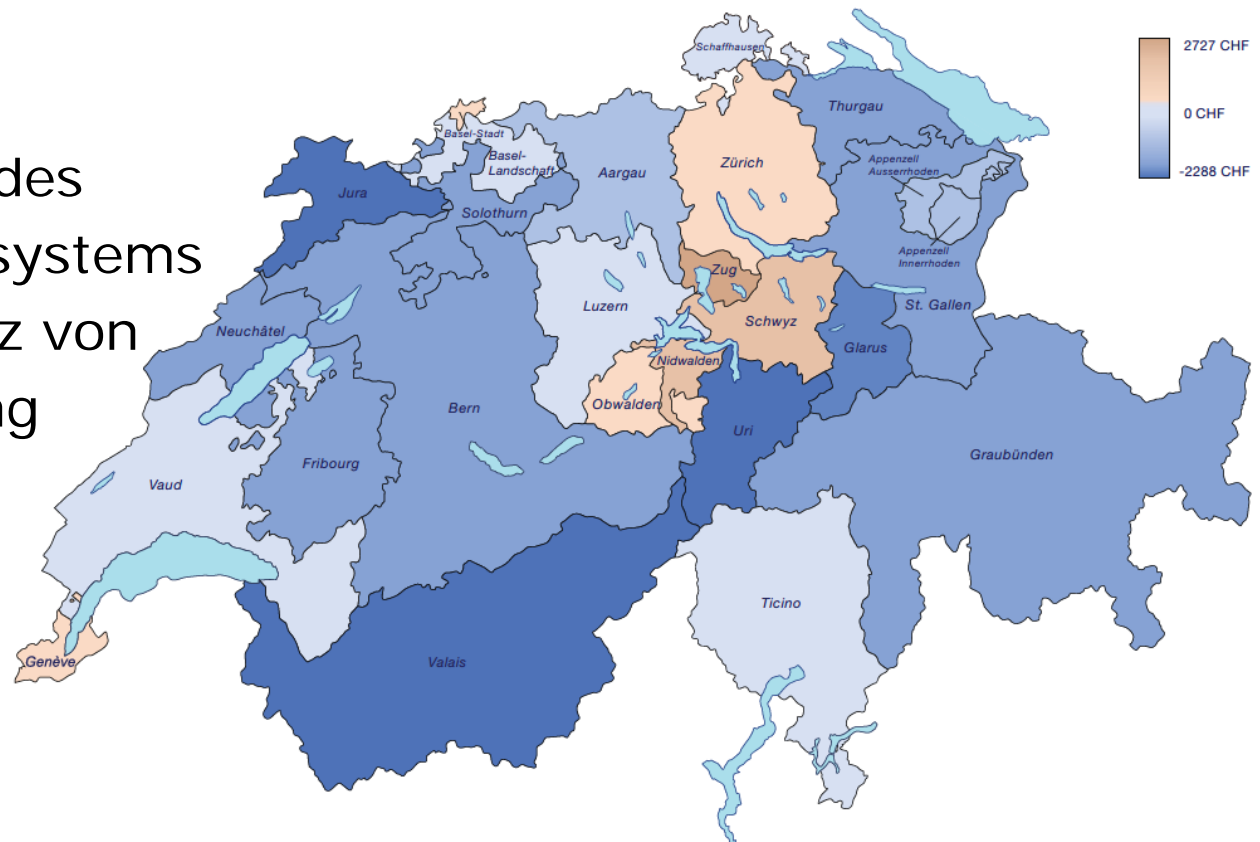 des
systems
z von
ng
2727 CHF
0 CHF
-2288 CHF
Schaffhausen
Thurgau
Basel-Stadt
Basel-
Landschaft
Aargau
Zürich
Appenzell
Ausserrhoden
Jura
Solothurn
Appenzell
Innerrhoden
Zug
Luzern
Schwyz
St. Gallen
Neuchâtel
Glarus
Nidwalden
Obwalden
Bern
Uri
Graubünden
Fribourg
Vaud
Ticino
Genève
Valais